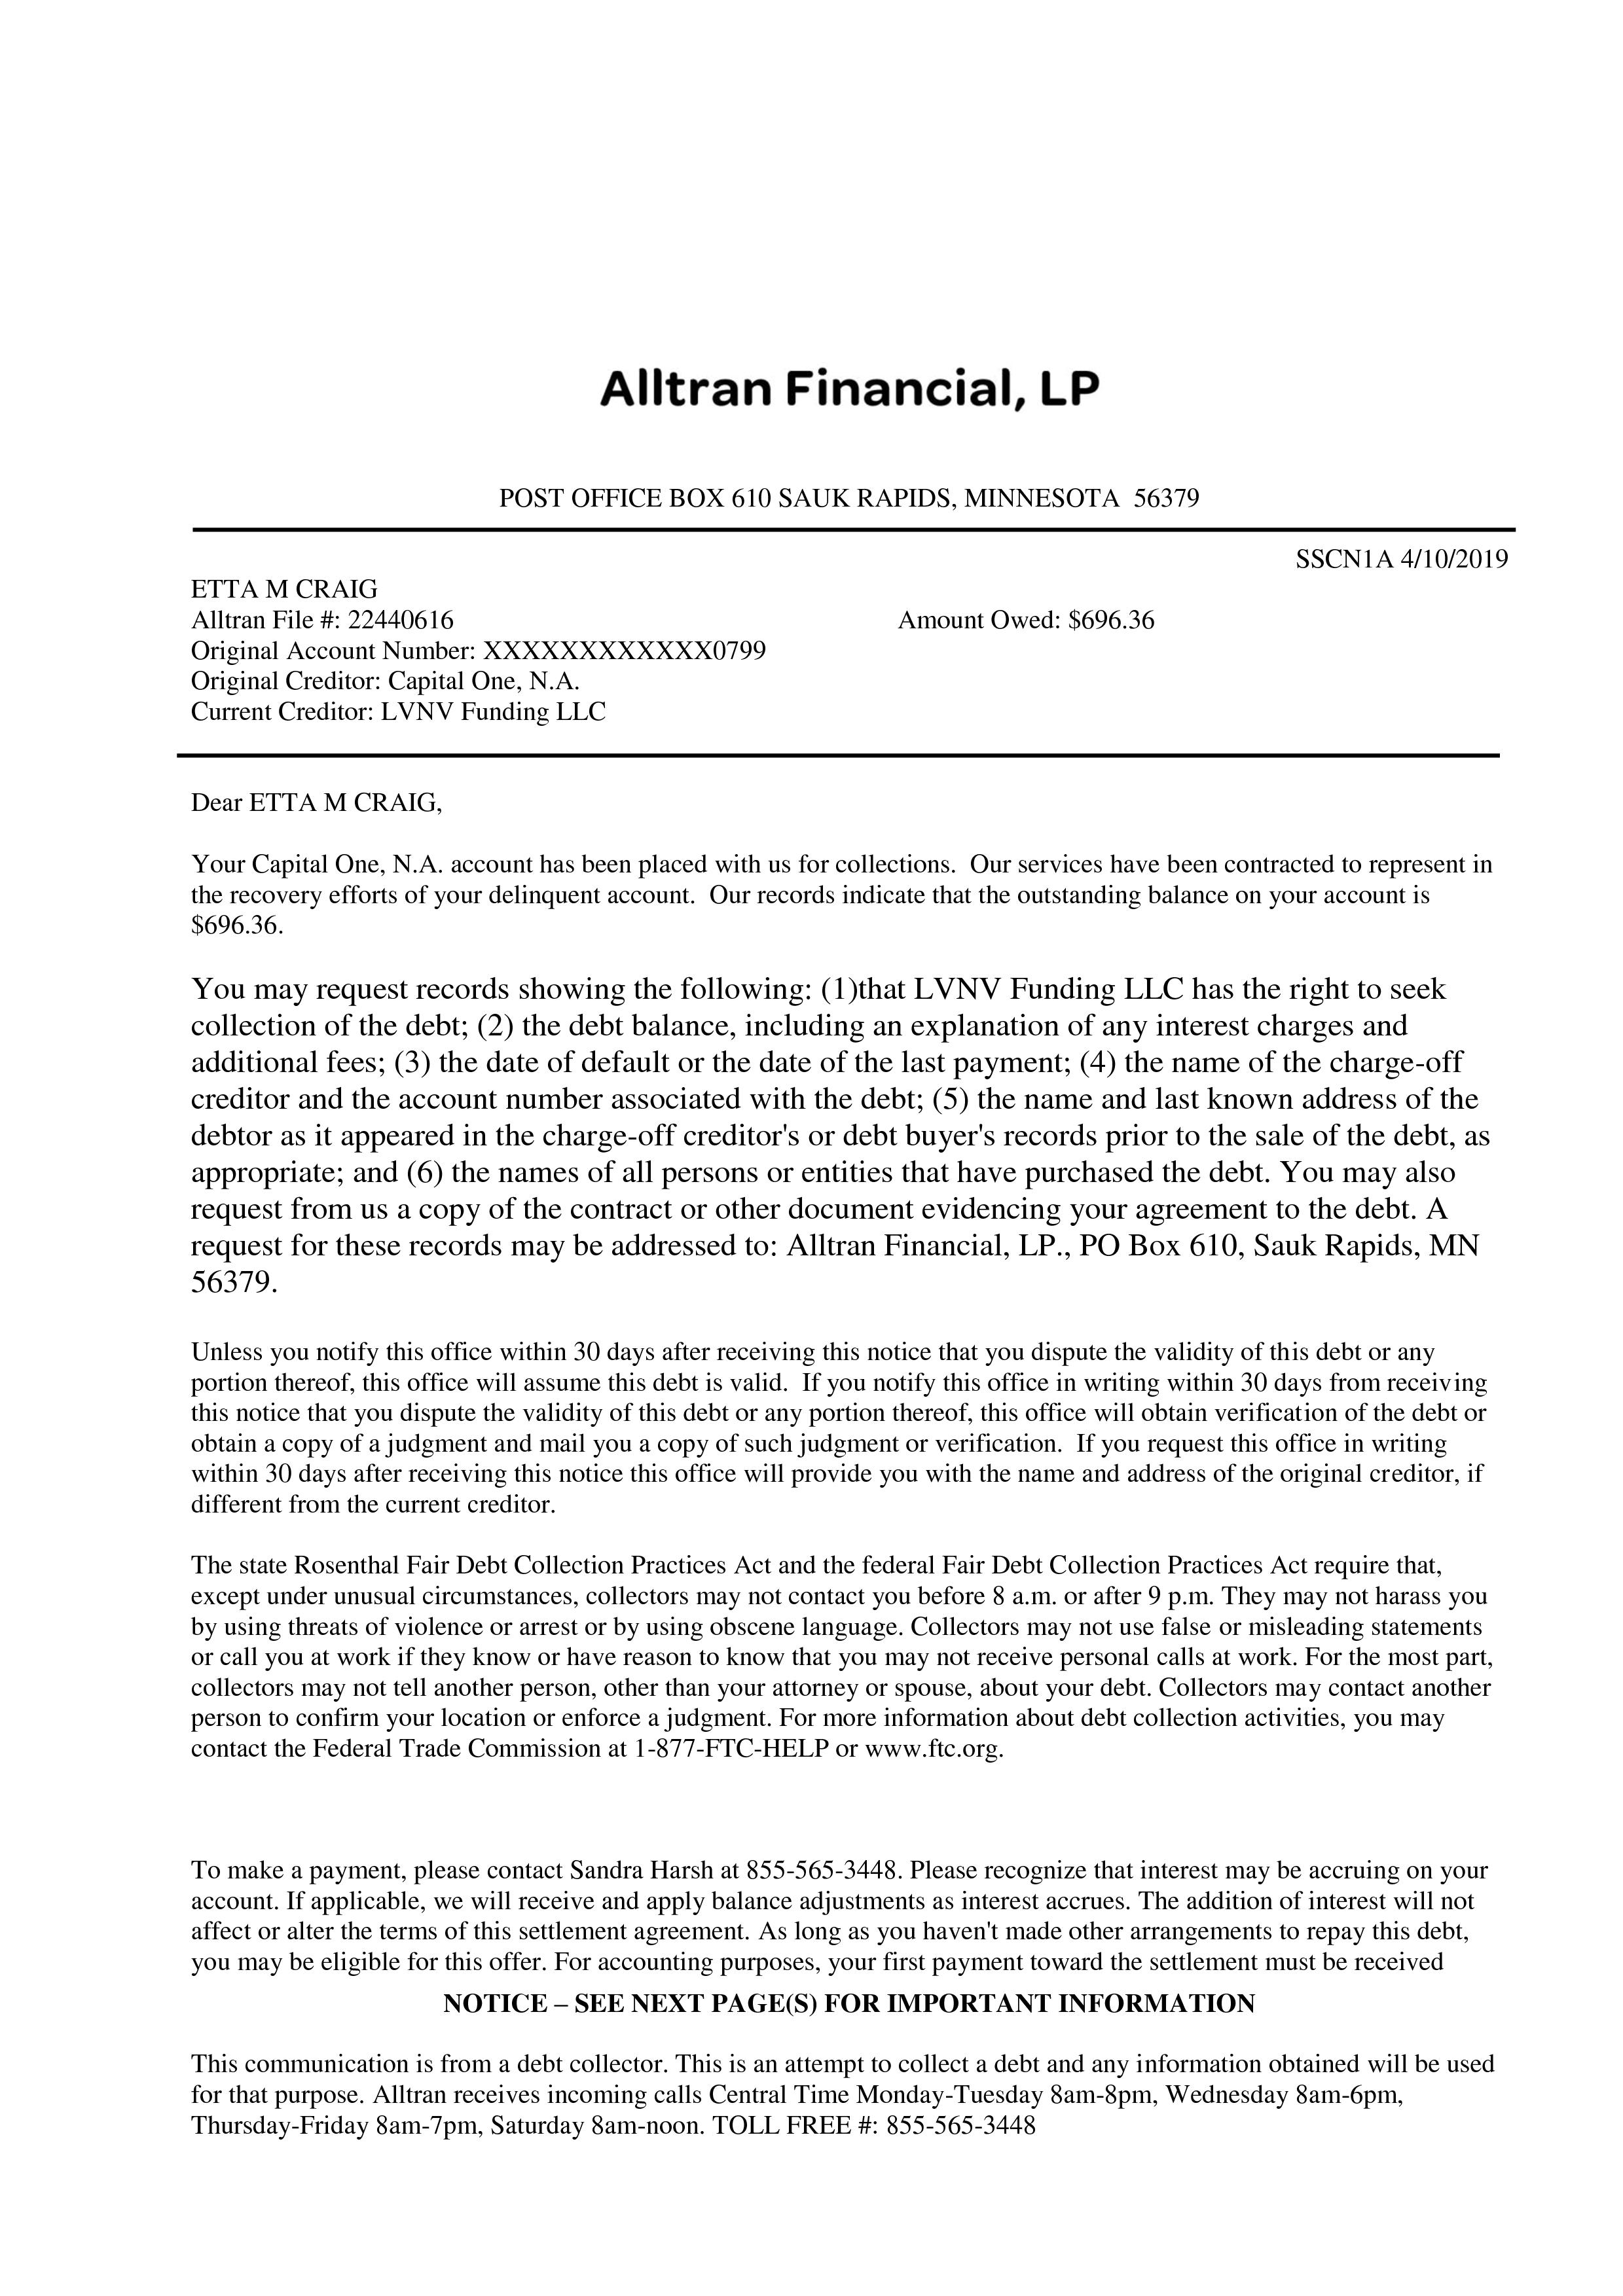 Alltran Financial, LP
POST OFFICE BOX 610 SAUK RAPIDS, MINNESOTA  56379
SSCN1A 4/10/2019
ETTA M CRAIG
Alltran File #: 22440616 Amount Owed: $696.36
Original Account Number: XXXXXXXXXXXX0799
Original Creditor: Capital One, N.A.
Current Creditor: LVNV Funding LLC
Dear ETTA M CRAIG,
Your Capital One, N.A. account has been placed with us for collections.  Our services have been contracted to represent in
the recovery efforts of your delinquent account.  Our records indicate that the outstanding balance on your account is
$696.36.
You may request records showing the following: (1)that LVNV Funding LLC has the right to seek
collection of the debt; (2) the debt balance, including an explanation of any interest charges and
additional fees; (3) the date of default or the date of the last payment; (4) the name of the charge-off
creditor and the account number associated with the debt; (5) the name and last known address of the
debtor as it appeared in the charge-off creditor's or debt buyer's records prior to the sale of the debt, as
appropriate; and (6) the names of all persons or entities that have purchased the debt. You may also
request from us a copy of the contract or other document evidencing your agreement to the debt. A
request for these records may be addressed to: Alltran Financial, LP., PO Box 610, Sauk Rapids, MN
56379.
Unless you notify this office within 30 days after receiving this notice that you dispute the validity of this debt or any
portion thereof, this office will assume this debt is valid.  If you notify this office in writing within 30 days from receiving
this notice that you dispute the validity of this debt or any portion thereof, this office will obtain verification of the debt or
obtain a copy of a judgment and mail you a copy of such judgment or verification.  If you request this office in writing
within 30 days after receiving this notice this office will provide you with the name and address of the original creditor, if
different from the current creditor.
The state Rosenthal Fair Debt Collection Practices Act and the federal Fair Debt Collection Practices Act require that,
except under unusual circumstances, collectors may not contact you before 8 a.m. or after 9 p.m. They may not harass you
by using threats of violence or arrest or by using obscene language. Collectors may not use false or misleading statements
or call you at work if they know or have reason to know that you may not receive personal calls at work. For the most part,
collectors may not tell another person, other than your attorney or spouse, about your debt. Collectors may contact another
person to confirm your location or enforce a judgment. For more information about debt collection activities, you may
contact the Federal Trade Commission at 1-877-FTC-HELP or www.ftc.org.
To make a payment, please contact Sandra Harsh at 855-565-3448. Please recognize that interest may be accruing on your
account. If applicable, we will receive and apply balance adjustments as interest accrues. The addition of interest will not
affect or alter the terms of this settlement agreement. As long as you haven't made other arrangements to repay this debt,
you may be eligible for this offer. For accounting purposes, your first payment toward the settlement must be received
NOTICE – SEE NEXT PAGE(S) FOR IMPORTANT INFORMATION
This communication is from a debt collector. This is an attempt to collect a debt and any information obtained will be used
for that purpose. Alltran receives incoming calls Central Time Monday-Tuesday 8am-8pm, Wednesday 8am-6pm,
Thursday-Friday 8am-7pm, Saturday 8am-noon. TOLL FREE #: 855-565-3448